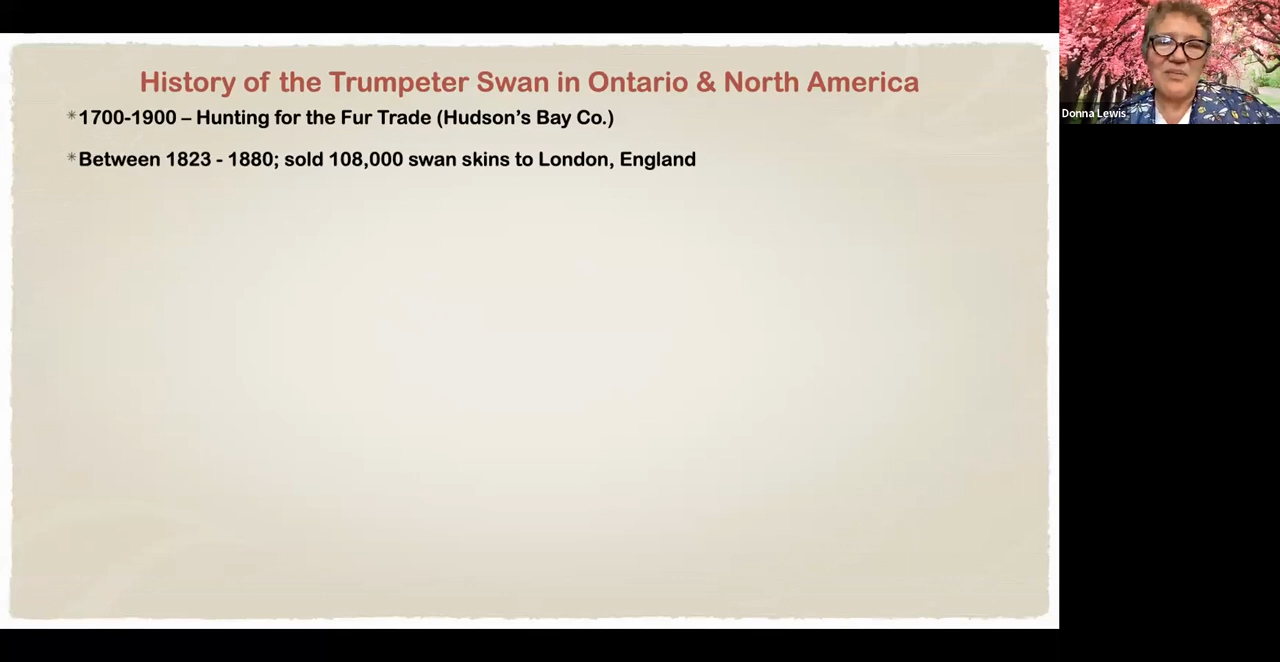 History of the Trumpeter Swan in Ontario & North America
*1700-1900 – Hunting for the Fur Trade (Hudson’s Bay Co.)
*Between 1823 - 1880; sold 108,000 swan skins to London, England
Donna Lewis